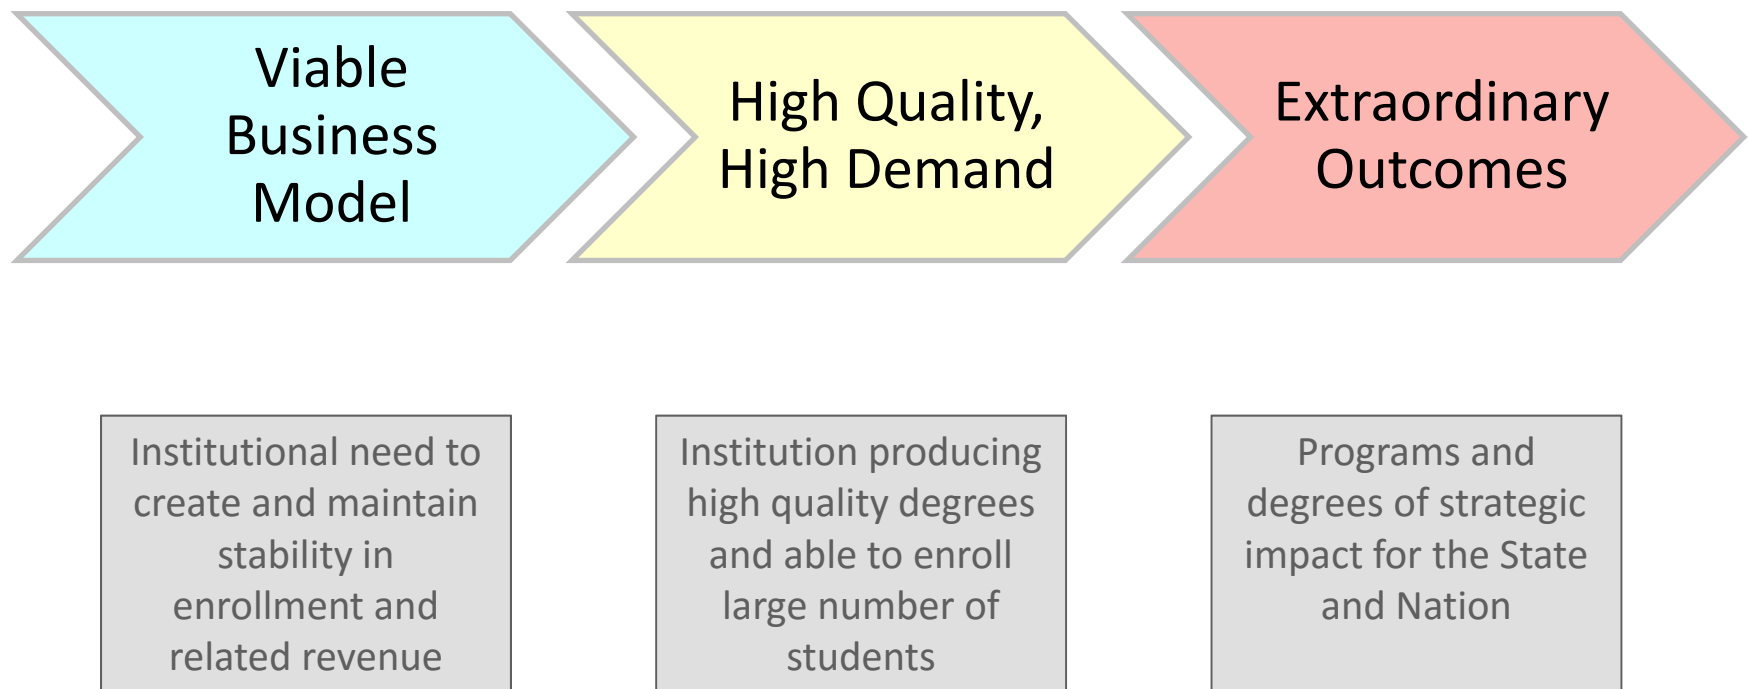 Viable
Business
Model
High Quality,
High Demand
Extraordinary
Outcomes
Institutional need to
create and maintain
stability in
enrollment and
related revenue
Institution producing
high quality degrees
and able to enroll
large number of
students
Programs and
degrees of strategic
impact for the State
and Nation